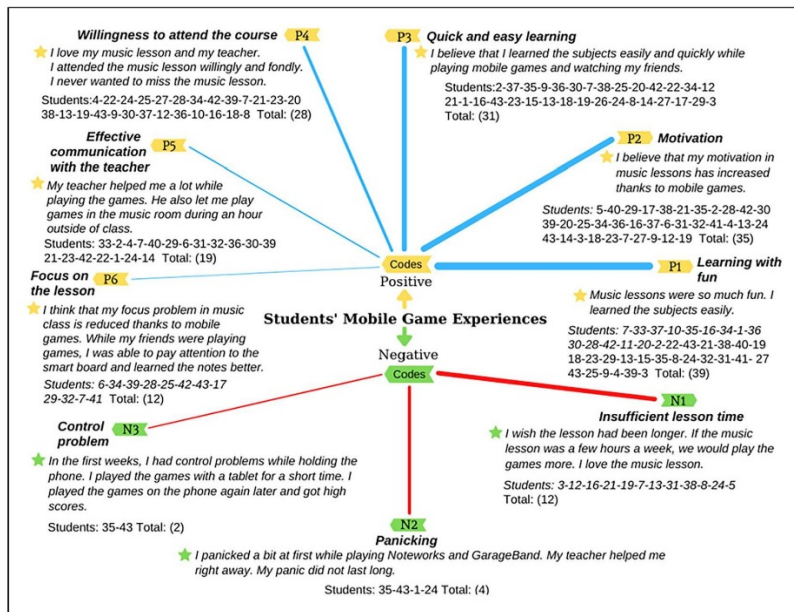 Willingness to attend the course P4
I love my music lesson and my teacher.
I attended the music lesson willingly and fondly.
I never wanted to miss the music lesson.
Students:4-22-24-25-27-28-34-42-39-7-21-23-20
38-13-19-43-9-30-37-12-36-10-16-18-8 Total: (28)
P3 Quick and easy learning
I believe that I learned the subjects easily and quickly while
playing mobile games and watching my friends.
Students:2-37-35-9-36-30-7-38-25-20-42-22-34-12
21-1-16-43-23-15-13-18-19-26-24-8-14-27-17-29-3
Total: (31)
Effective
communication
with the teacher
P5
My teacher helped me a lot while
playing the games. He also let me play
games in the music room during an hour
outside of class.
Students: 33-2-4-7-40-29-6-31-32-36-30-39
21-23-42-22-1-24-14 Total: (19)
P2 Motivation
I believe that my motivation in
music lessons has increased
thanks to mobile games.
Students: 5-40-29-17-38-21-35-2-28-42-30
39-20-25-34-36-16-37-6-31-32-41-4-13-24
43-14-3-18-23-7-27-9-12-19 Total: (35)
Focus on
the lesson
P6
I think that my focus problem in music
class is reduced thanks to mobile
games. While my friends were playing
games, I was able to pay attention to the
smart board and learned the notes better.
Students: 6-34-39-28-25-42-43-17
29-32-7-41 Total: (12)
Codes
Positive
P1 Learning with
fun
Music lessons were so much fun. I
learned the subjects easily.
Students: 7-33-37-10-35-16-34-1-36
30-28-42-11-20-2-22-43-21-38-40-19
18-23-29-13-15-35-8-24-32-31-41- 27
43-25-9-4-39-3 Total: (39)
Students' Mobile Game Experiences
Negative
Codes
Control
problem
N3
In the first weeks, I had control problems while holding the
phone. I played the games with a tablet for a short time. I
played the games on the phone again later and got high
scores.
Students: 35-43 Total: (2)
N1
Insufficient lesson time
I wish the lesson had been longer. If the music
lesson was a few hours a week, we would play the
games more. I love the music lesson.
3-12-16-21-19-7-13-31-38-8-24-5
Total: (12)
N2
Panicking
I panicked a bit at first while playing Noteworks and GarageBand. My teacher helped me
right away. My panic did not last long.
Students: 35-43-1-24 Total: (4)